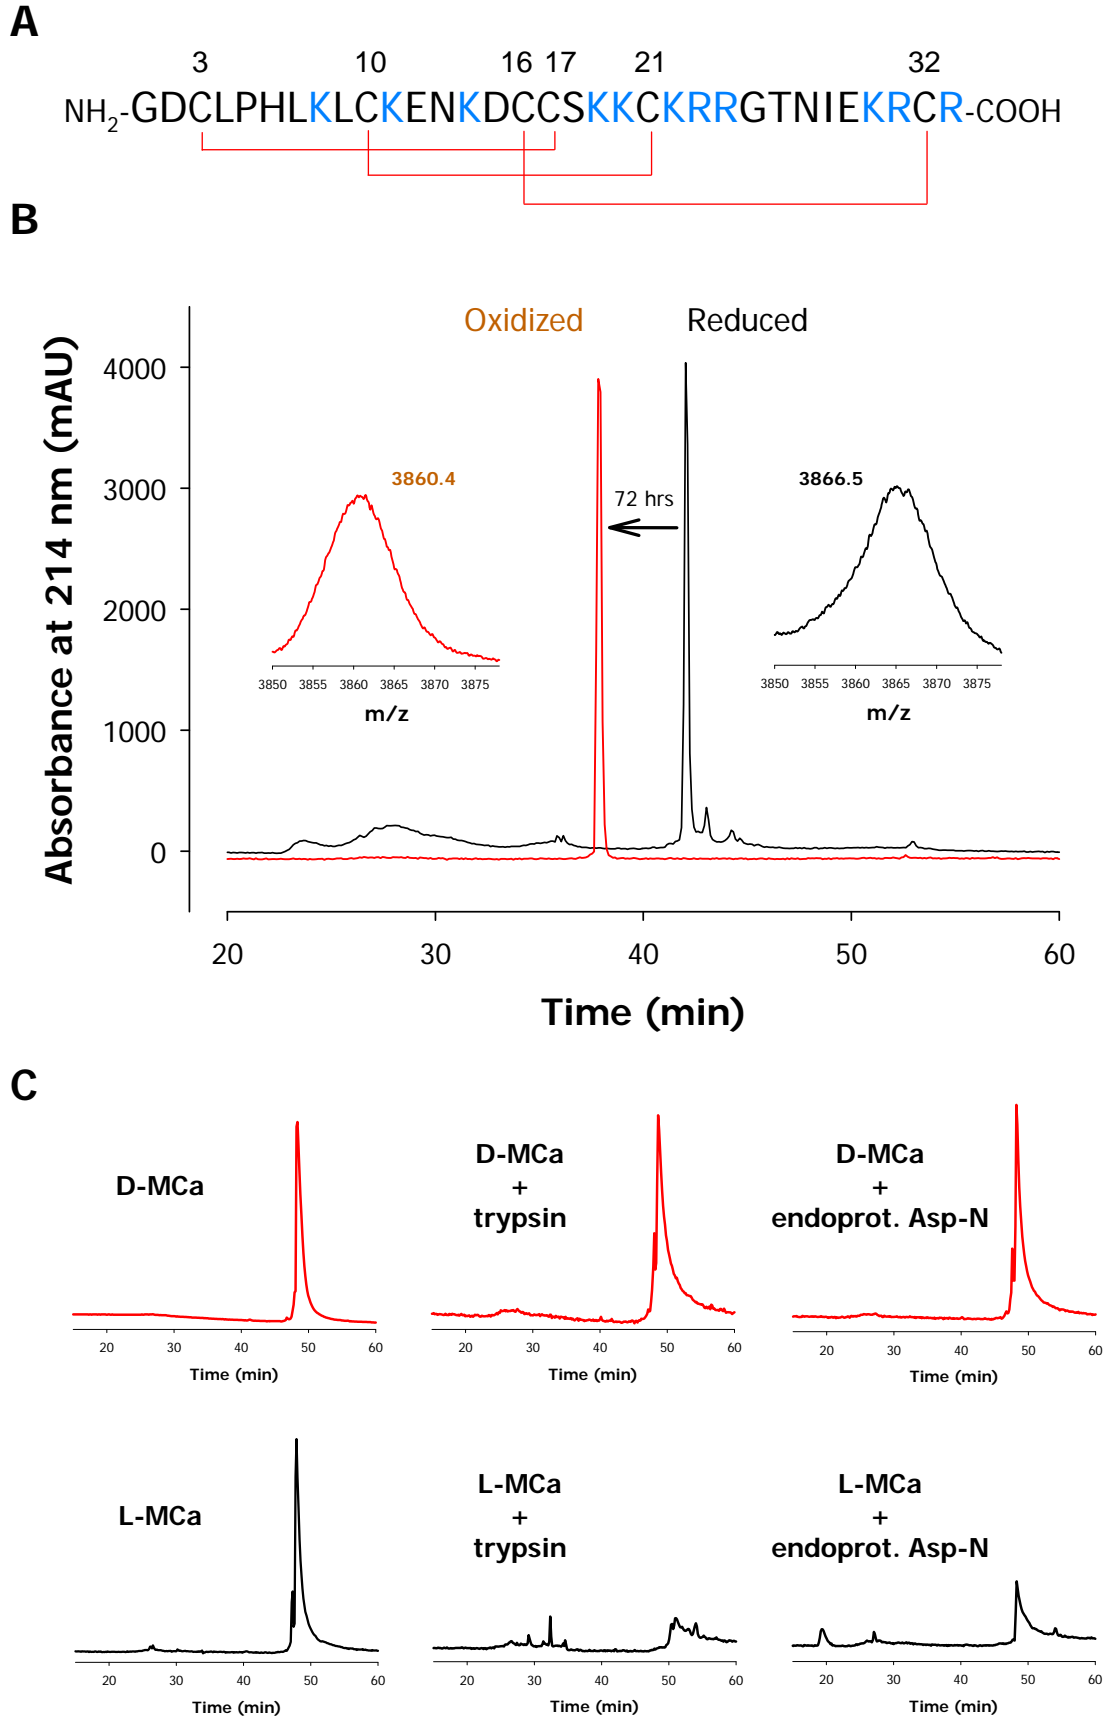 A
3 10 16 17 21 32
NH2-GDCLPHLKLCKENKDCCSKKCKRRGTNIEKRCR-COOH
B
Oxidized Reduced
4000
3000
2000
1000
0
Absorbance at 214 nm (mAU)
3860.4
3850 3855 3860 3865 3870 3875
m/z
72 hrs
3866.5
3850 3855 3860 3865 3870 3875
m/z
20 30 40 50 60
Time (min)
C
D-MCa
20 30 40 50 60
Time (min)
D-MCa
+
trypsin
20 30 40 50 60
Time (min)
D-MCa
+
endoprot. Asp-N
20 30 40 50 60
Time (min)
L-MCa
20 30 40 50 60
Time (min)
L-MCa
+
trypsin
20 30 40 50 60
Time (min)
L-MCa
+
endoprot. Asp-N
20 30 40 50 60
Time (min)